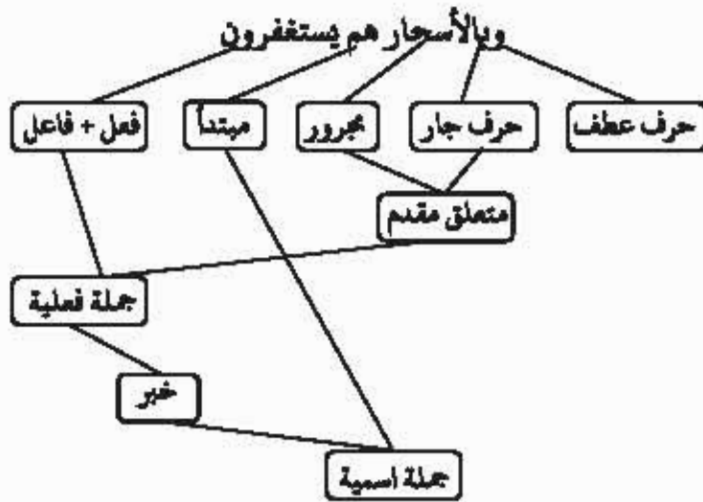 وبالأسحار هم يستغفرون
حرف عطف
حرف جار
مجرور
مبتدأ
فعل + فاعل
متعلق مقدم
جملة فعلية
خبر
جملة اسمية